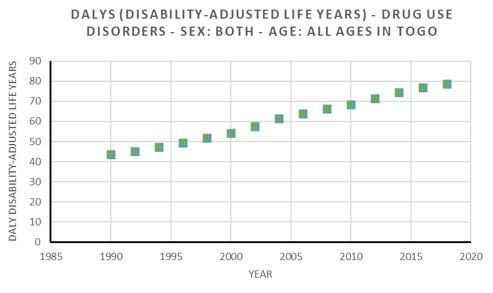 DALYS (DISABILITY-ADJUSTED LIFE YEARS) - DRUG USE
DISORDERS - SEX: BOTH - AGE: ALL AGES IN TOGO
DALY DISABILITY-ADJUSTED LIFE YEARS
90
80
70
60
50
40
30
20
10
0
1985 1990 1995 2000 2005 2010 2015 2020
YEAR